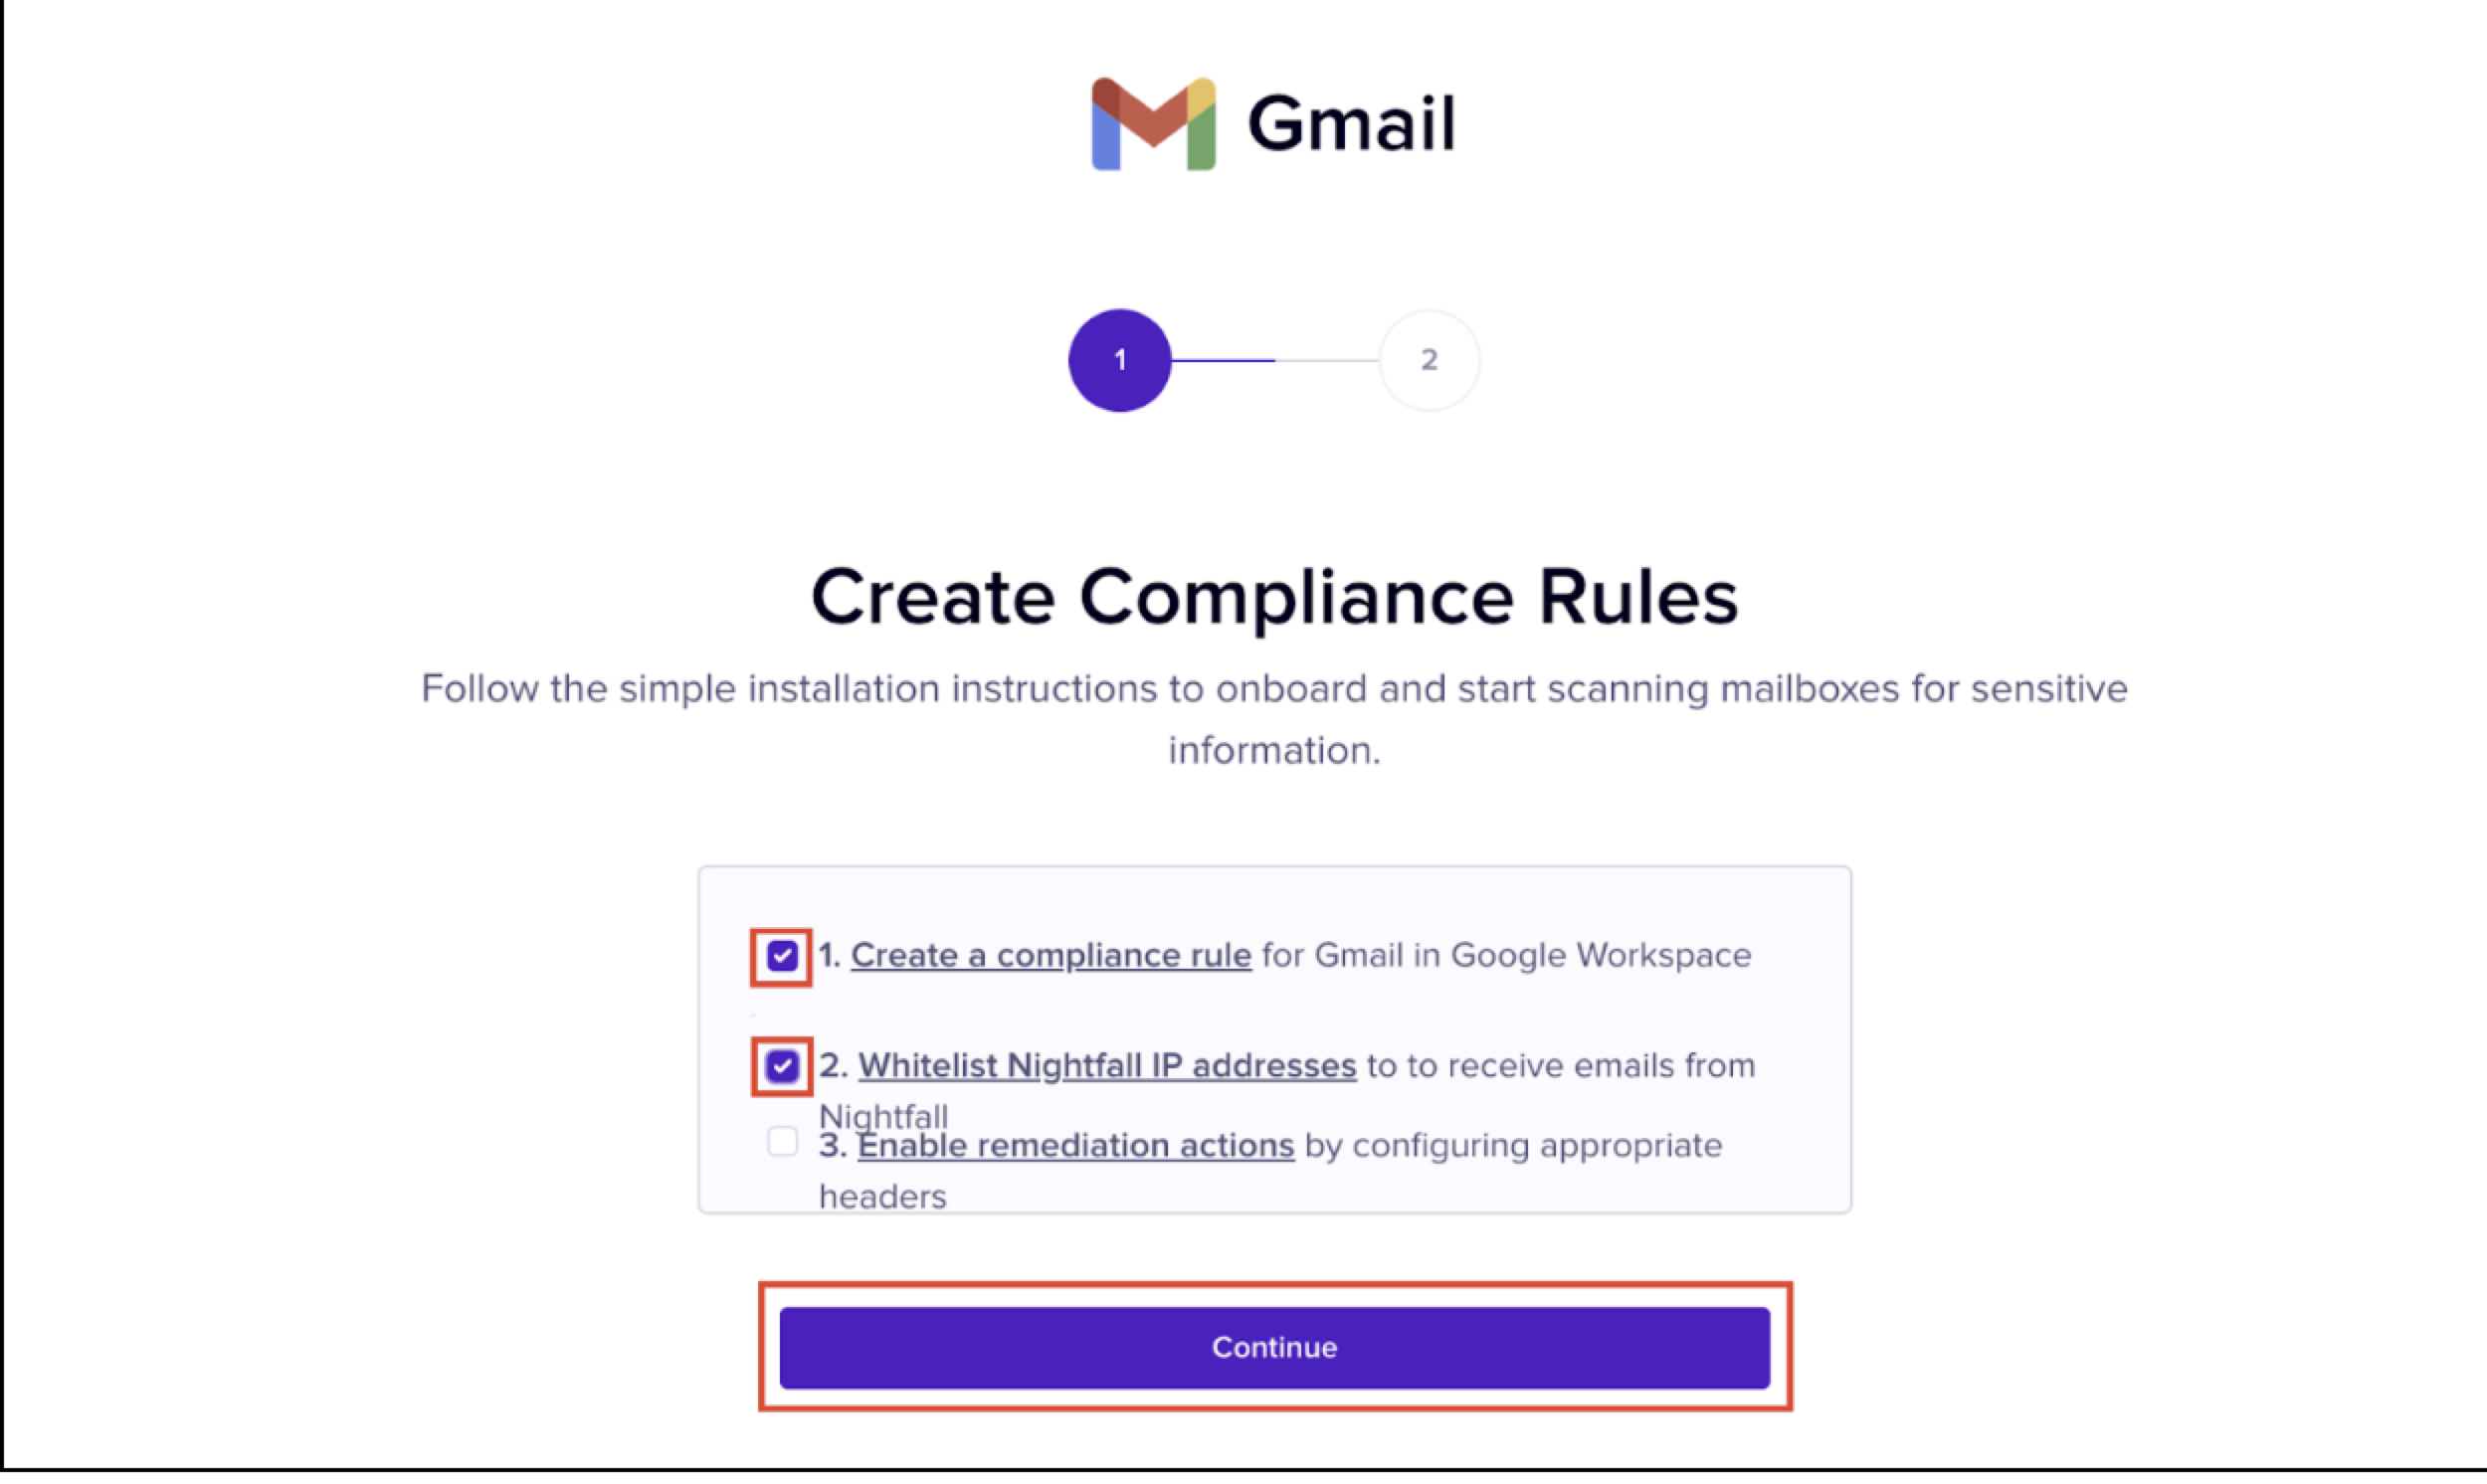 Gmail
1
2
Create Compliance Rules
Follow the simple installation instructions to onboard and start scanning mailboxes for sensitive
information.
1. Create a compliance rule for Gmail in Google Workspace
2. Whitelist Nightfall IP addresses to to receive emails from
Nightfall
3. Enable remediation actions by configuring appropriate
headers
Continue